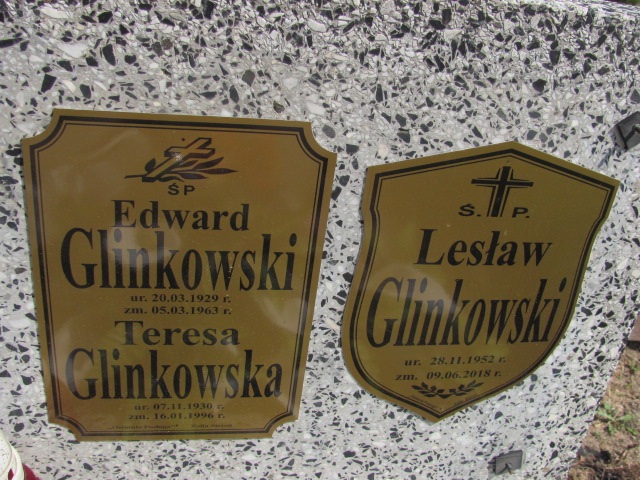 ŚP
Edward
Glinkowski
ur. 20.03.1929 r.
zm. 05.03.1963 r.
Teresa
Glinkowska
ur. 07.11.1930 r.
zm. 16.01.1996 r.
Ś. P.
Lesław
Glinkowski
ur. 28.11.1952 r.
zm. 09.06.2018 r.